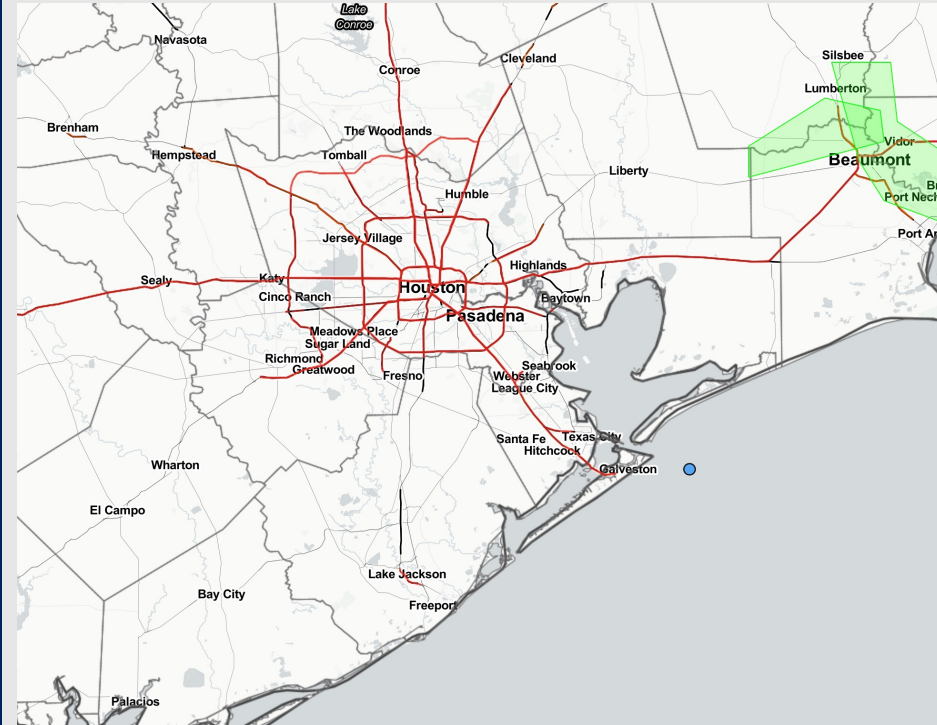 Lake
Conroe
Navasota
Silsbee
Cleveland
Conroe
Lumberton
Brenham
The Woodlands
Hempstead
Tomball
Vidor
Beaumont
Liberty
Humble
Port Nech
Jersey Village
Port Ar
Highlands
Sealy
Katy
Houston
Cinco Ranch
Baytown
Pasadena
Meadows Place
Sugar Land
Richmond
Greatwood
Seabrook
Fresno
Webster
League City
Santa Fe
Texas City
Hitchcock
Wharton
Galveston
El Campo
Lake Jackson
Bay City
Freeport
Palacios